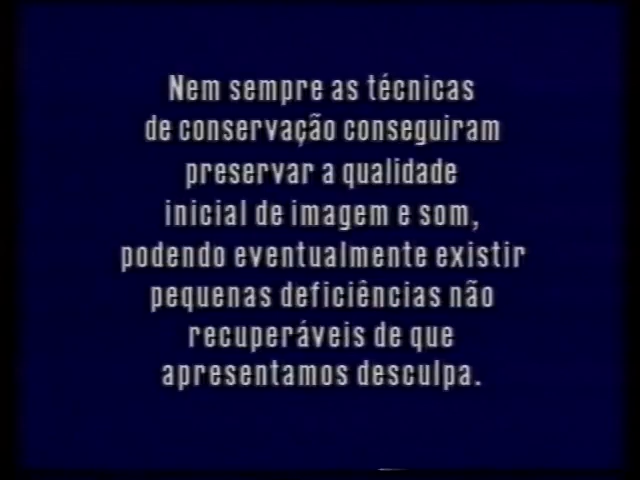 Nem sempre as técnicas
de conservação conseguiram
preservar a qualidade
inicial de imagem e som,
podendo eventualmente existir
pequenas deficiências não
recuperáveis de que
apresentamos desculpa.